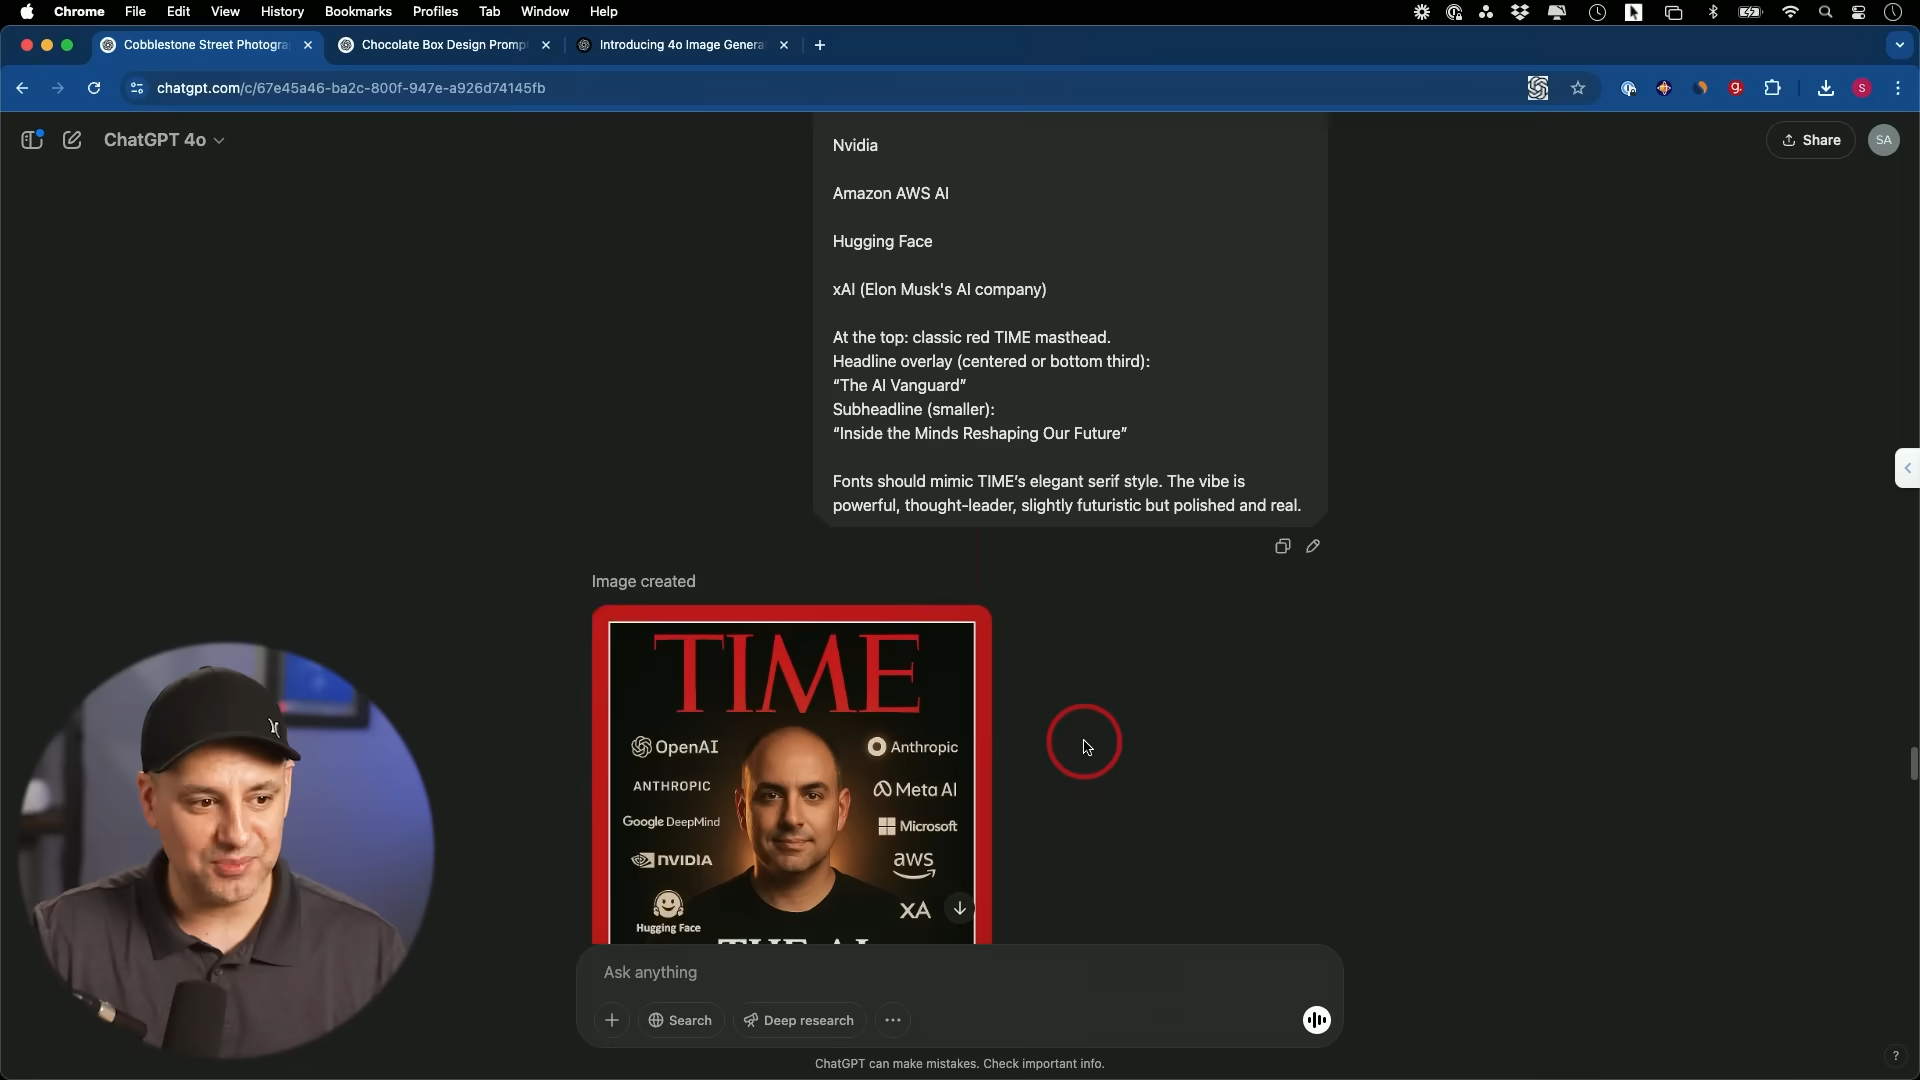 Chrome File Edit View History Bookmarks Profiles Tab Window Help
Cobblestone Street Photogra
Chocolate Box Design Promp
Introducing 4o Image Genera
chatgpt.com/c/67e45a46-ba2c-800f-947e-a926d74145fb
g.
S
ChatGPT 4o
Share
SA
Nvidia
Amazon AWS AI
Hugging Face
xAI (Elon Musk's AI company)
At the top: classic red TIME masthead.
Headline overlay (centered or bottom third):
“The AI Vanguard”
Subheadline (smaller):
“Inside the Minds Reshaping Our Future”
Fonts should mimic TIME’s elegant serif style. The vibe is
powerful, thought-leader, slightly futuristic but polished and real.
Image created
TIME
OpenAI
Anthropic
ANTHROPIC
Meta AI
Google DeepMind
Microsoft
NVIDIA
aws
Hugging Face
XA
THE AI
Ask anything
Search
Deep research
ChatGPT can make mistakes. Check important info.
?